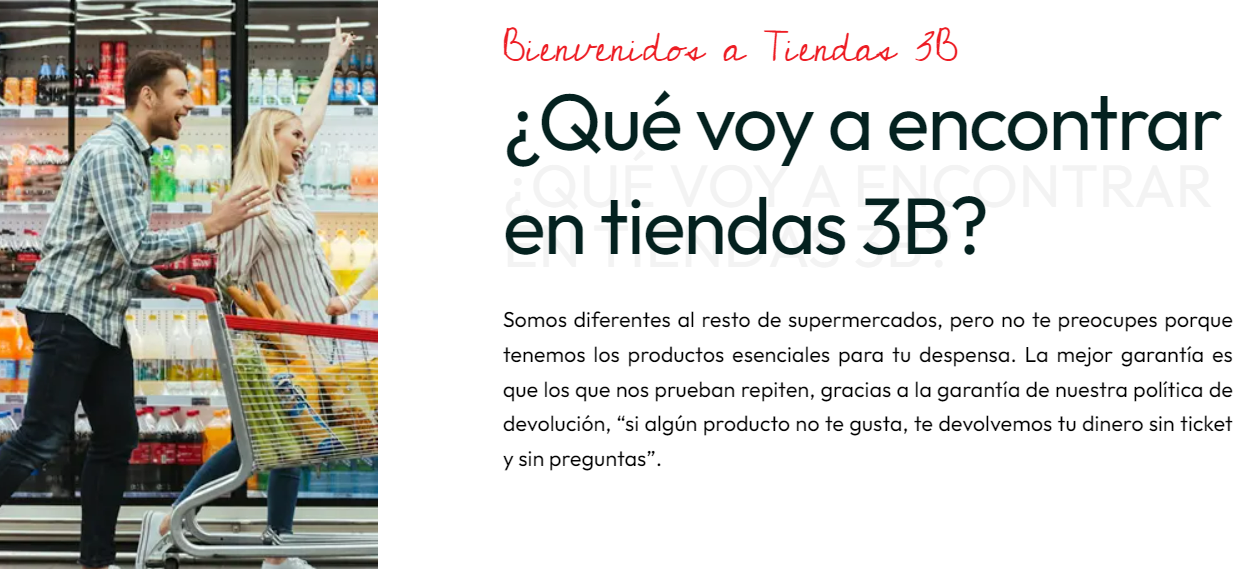 Bienvenidos a Tiendas 3B
¿Qué voy a encontrar
¿QUÉ VOY A ENCONTRAR
en tiendas 3B?
EN TIENDAS 3B?
Somos diferentes al resto de supermercados, pero no te preocupes porque
tenemos los productos esenciales para tu despensa. La mejor garantía es
que los que nos prueban repiten, gracias a la garantía de nuestra política de
devolución, “si algún producto no te gusta, te devolvemos tu dinero sin ticket
y sin preguntas”.